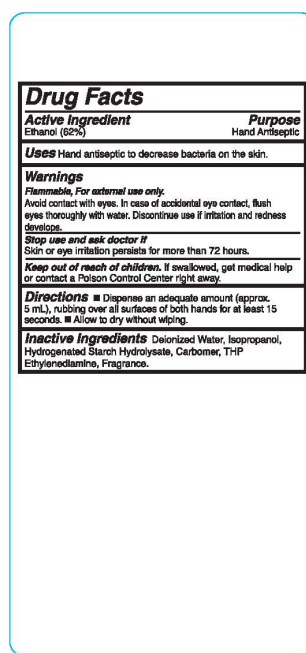 Drug Facts
Active Ingredient Purpose
Ethanol (62%) Hand Antiseptic
Uses Hand antiseptic to decrease bacteria on the skin.
Warnings
Flammable, For external use only.
Avoid contact with eyes. In case of accidental eye contact, flush
eyes thoroughly with water. Discontinue use if irritation and redness
develops.
Stop use and ask doctor if
Skin or eye irritation persists for more than 72 hours.
Keep out of reach of children. If swallowed, get medical help
or contact a Poison Control Center right away.
Directions ■ Dispense an adequate amount (approx.
5 mL), rubbing over all surfaces of both hands for at least 15
seconds. ■ Allow to dry without wiping.
Inactive Ingredients Deionized Water, Isopropanol,
Hydrogenated Starch Hydrolysate, Carbomer, THP
Ethylenediamine, Fragrance.